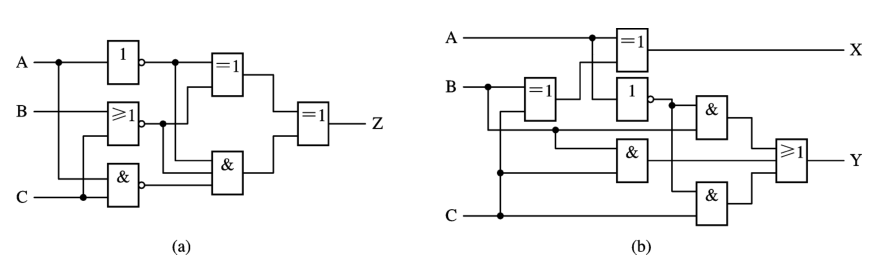 A
1
=1
B
≥1
=1
Z
&
&
C
(a)
A
=1
X
B
=1
1
&
&
≥1
Y
&
C
(b)